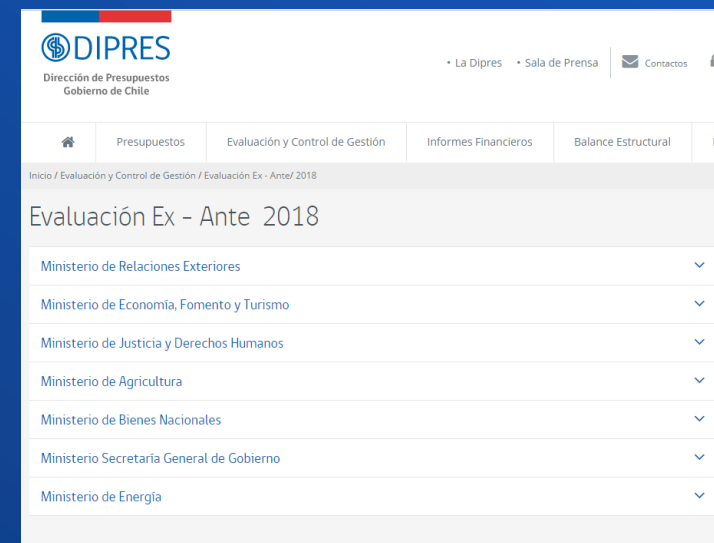 DIPRES
Dirección de Presupuestos
Gobierno de Chile
• La Dipres • Sala de Prensa Contactos
Presupuestos Evaluación y Control de Gestión Informes Financieros Balance Estructural
Inicio / Evaluación y Control de Gestión / Evaluación Ex - Ante/ 2018
Evaluación Ex – Ante 2018
Ministerio de Relaciones Exteriores
Ministerio de Economía, Fomento y Turismo
Ministerio de Justicia y Derechos Humanos
Ministerio de Agricultura
Ministerio de Bienes Nacionales
Ministerio Secretaría General de Gobierno
Ministerio de Energía